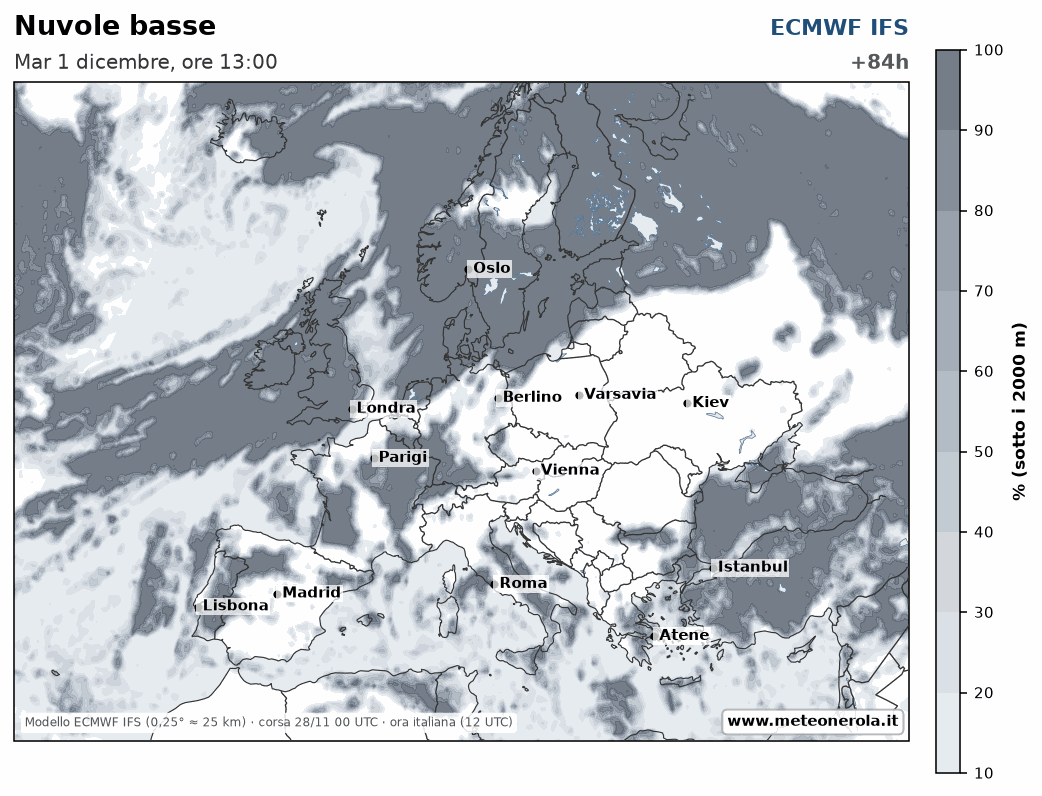 Nuvole basse
ECMWF IFS
Mar 1 dicembre, ore 13:00
+84h
100
90
80
70
60
50
40
30
20
10
% (sotto i 2000 m)
Oslo
Londra
Berlino
Varsavia
Kiev
Parigi
Vienna
Istanbul
Roma
Madrid
Lisbona
Atene
Modello ECMWF IFS (0,25° ≈ 25 km) · corsa 28/11 00 UTC · ora italiana (12 UTC)
www.meteonerola.it